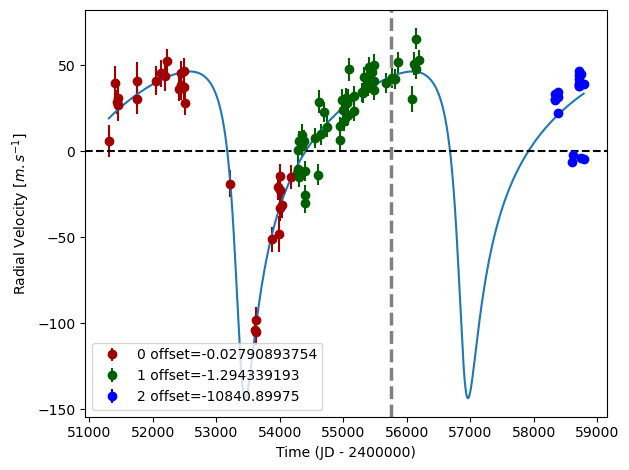 50
0
−50
−100
−150
Radial Velocity [m. s⁻¹]
0 offset=-0.02790893754
1 offset=-1.294339193
2 offset=-10840.89975
51000 52000 53000 54000 55000 56000 57000 58000 59000
Time (JD - 2400000)